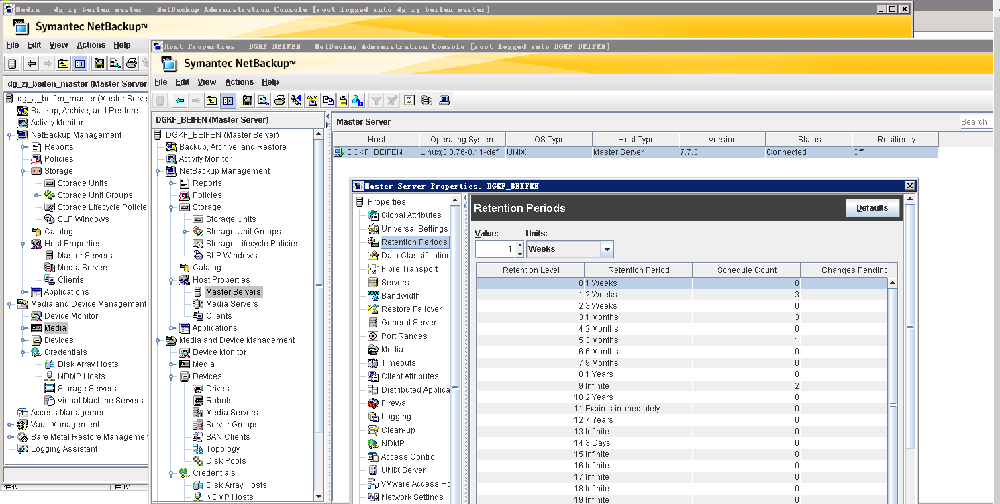 Media - dg_zj_beifen_master - NetBackup Administration Console [root logged into dg_zj_beifen_master]
Symantec NetBackup™
File Edit View Actions Help
dg_zj_beifen_master (Master Server)
dg_zj_beifen_master (Master Serve
Backup, Archive, and Restore
Activity Monitor
NetBackup Management
Reports
Policies
Storage
Storage Units
Storage Unit Groups
Storage Lifecycle Policies
SLP Windows
Catalog
Host Properties
Master Servers
Media Servers
Clients
Applications
Media and Device Management
Device Monitor
Media
Devices
Credentials
Disk Array Hosts
NDMP Hosts
Storage Servers
Virtual Machine Servers
Access Management
Vault Management
Bare Metal Restore Managemen
Logging Assistant
Host Properties - DGKF_BEIFEN - NetBackup Administration Console [root logged into DGKF_BEIFEN]
Symantec NetBackup™
File Edit View Actions Help
DGKF_BEIFEN (Master Server)
DGKF_BEIFEN (Master Server)
Backup, Archive, and Restore
Activity Monitor
NetBackup Management
Reports
Policies
Storage
Storage Units
Storage Unit Groups
Storage Lifecycle Policies
SLP Windows
Catalog
Host Properties
Master Servers
Media Servers
Clients
Applications
Media and Device Management
Device Monitor
Media
Devices
Drives
Robots
Media Servers
Server Groups
SAN Clients
Topology
Disk Pools
Credentials
Disk Array Hosts
NDMP Hosts
Master Server
Search
Host Operating System OS Type Host Type Version Status Resiliency
DGKF_BEIFEN Linux(3.0.76-0.11-def... UNIX Master Server 7.7.3 Connected Off
Master Server Properties: DGKF_BEIFEN
Properties
Global Attributes
Universal Settings
Retention Periods
Data Classification
Fibre Transport
Servers
Bandwidth
Restore Failover
General Server
Port Ranges
Media
Timeouts
Client Attributes
Distributed Applica
Firewall
Logging
Clean-up
NDMP
Access Control
UNIX Server
VMware Access Ho
Network Settings
Retention Periods
Defaults
Value: Units:
1 Weeks
Retention Level Retention Period Schedule Count Changes Pending
0 1 Weeks 0
1 2 Weeks 3
2 3 Weeks 0
3 1 Months 3
4 2 Months 0
5 3 Months 1
6 6 Months 0
7 9 Months 0
8 1 Years 0
9 Infinite 2
10 2 Years 0
11 Expires immediately 0
12 7 Years 0
13 Infinite 0
14 3 Days 0
15 Infinite 0
16 Infinite 0
17 Infinite 0
18 Infinite 0
19 Infinite 0